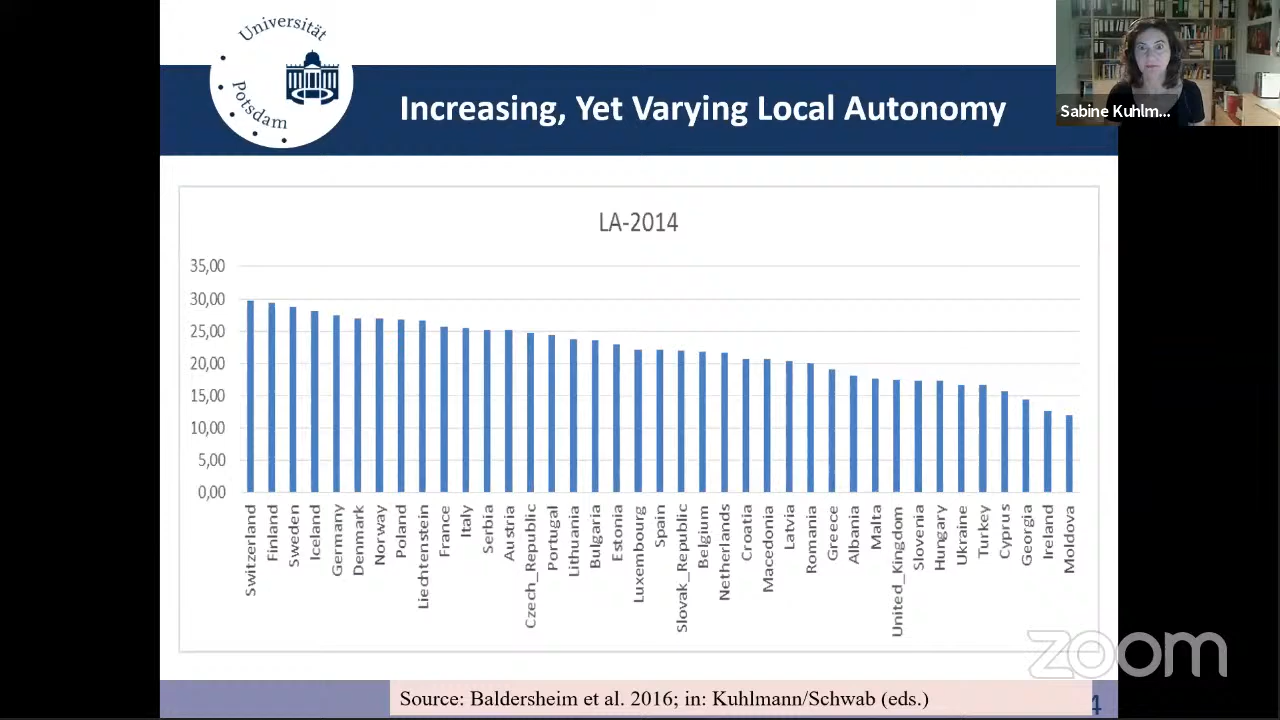 Universität
Potsdam
Increasing, Yet Varying Local Autonomy
Sabine Kuhlm...
LA-2014
35,00
30,00
25,00
20,00
15,00
10,00
5,00
0,00
Switzerland
Finland
Sweden
Iceland
Germany
Denmark
Norway
Poland
Liechtenstein
France
Italy
Serbia
Austria
Czech_Republic
Portugal
Lithuania
Bulgaria
Estonia
Luxembourg
Spain
Slovak_Republic
Belgium
Netherlands
Croatia
Macedonia
Latvia
Romania
Greece
Albania
Malta
United_Kingdom
Slovenia
Hungary
Ukraine
Turkey
Cyprus
Georgia
Ireland
Moldova
zoom
Source: Baldersheim et al. 2016; in: Kuhlmann/Schwab (eds.)
4